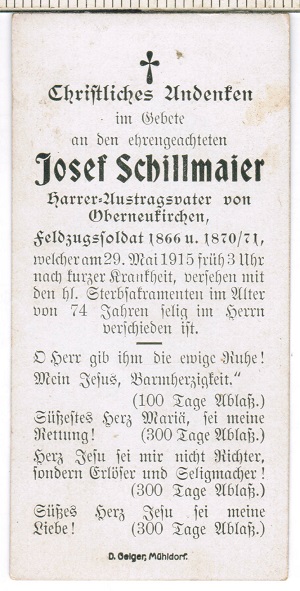 Christliches Andenken
im Gebete
an den ehrengeachteten
Josef Schillmaier
Harrer-Austragsvater von
Oberneukirchen,
Feldzugssoldat 1866 u. 1870/71,
welcher am 29. Mai 1915 früh 3 Uhr
nach kurzer Krankheit, versehen mit
den hl. Sterbsakramenten im Alter
von 74 Jahren selig im Herrn
verschieden ist.
O Herr gib ihm die ewige Ruhe!
Mein Jesus, Barmherzigkeit."
(100 Tage Ablaß.)
Süßestes Herz Mariä, sei meine
Rettung! (300 Tage Ablaß.)
Herz Jesu sei mir nicht Richter,
sondern Erlöser und Seligmacher!
(300 Tage Ablaß.)
Süßes Herz Jesu sei meine
Liebe! (300 Tage Ablaß.)
D. Geiger, Mühldorf.